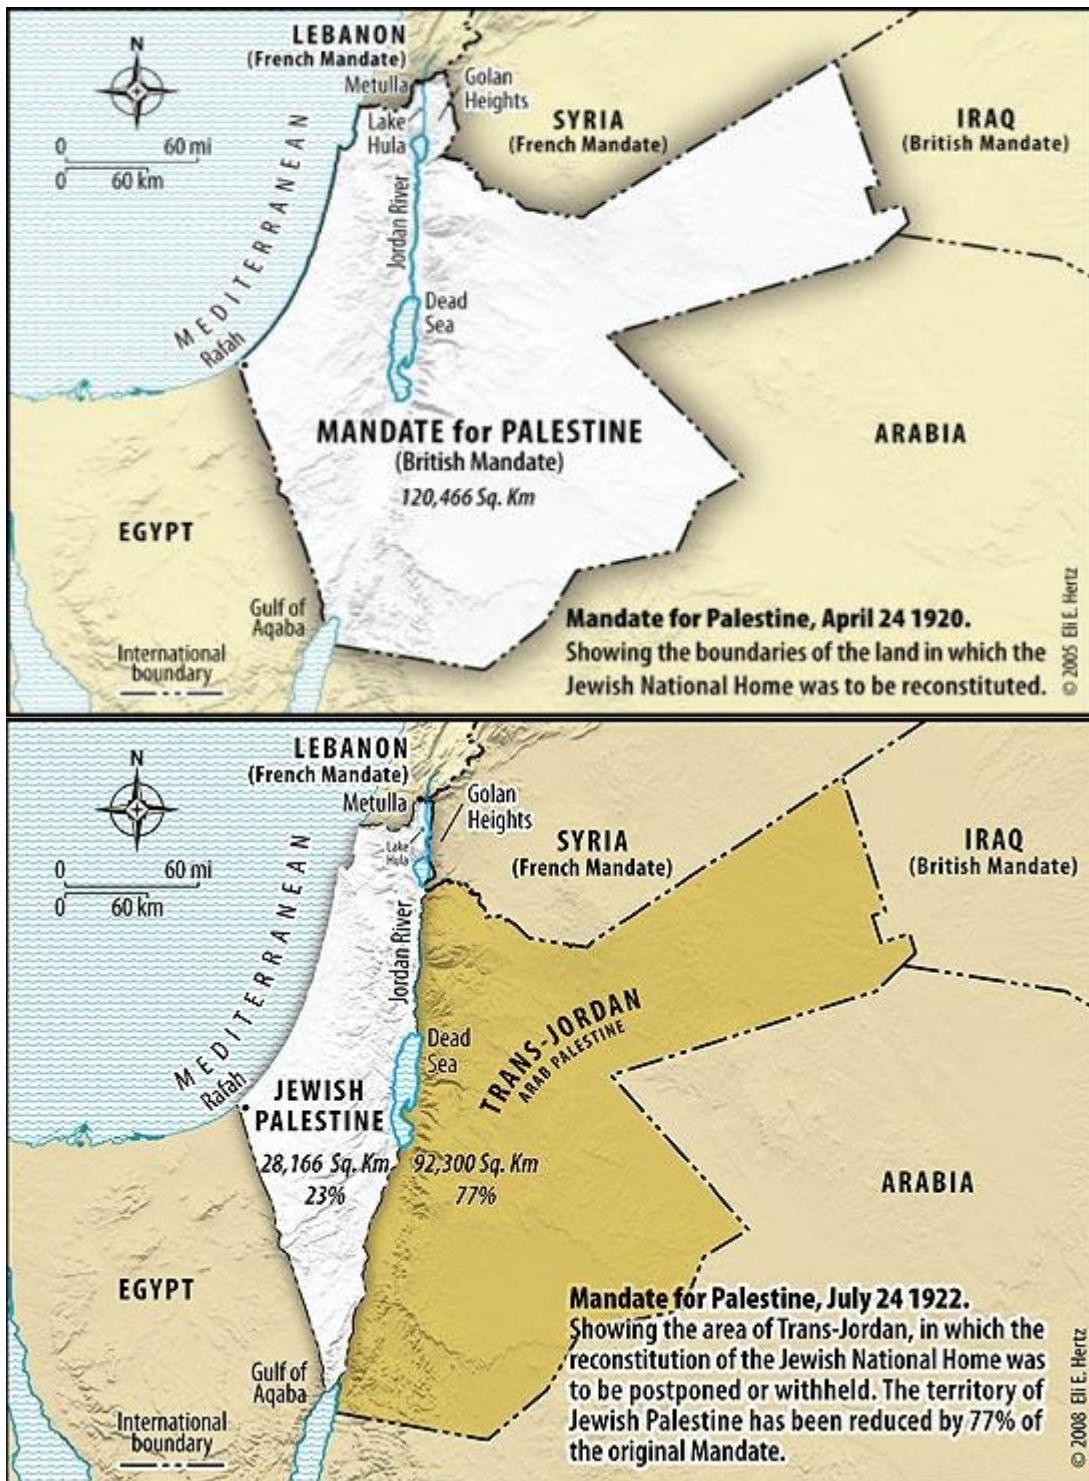 LEBANON
(French Mandate)
N
Metulla
Golan
Heights
Lake
Hula
SYRIA
(French Mandate)
IRAQ
(British Mandate)
0 60 mi
0 60 km
MEDITERRANEAN
Jordan River
Dead
Sea
Rafah
MANDATE for PALESTINE
(British Mandate)
120,466 Sq. Km
ARABIA
EGYPT
Gulf of
Aqaba
International
boundary
Mandate for Palestine, April 24 1920.
Showing the boundaries of the land in which the
Jewish National Home was to be reconstituted.
© 2005 Eli E. Hertz
LEBANON
(French Mandate)
N
Metulla
Golan
Heights
Lake
Hula
SYRIA
(French Mandate)
IRAQ
(British Mandate)
0 60 mi
0 60 km
MEDITERRANEAN
Jordan River
TRANS-JORDAN
ARAB PALESTINE
Dead
Sea
Rafah
JEWISH
PALESTINE
28,166 Sq. Km
23%
92,300 Sq. Km
77%
ARABIA
EGYPT
Gulf of
Aqaba
International
boundary
Mandate for Palestine, July 24 1922.
Showing the area of Trans-Jordan, in which the
reconstitution of the Jewish National Home was
to be postponed or withheld. The territory of
Jewish Palestine has been reduced by 77% of
the original Mandate.
© 2008 Eli E. Hertz